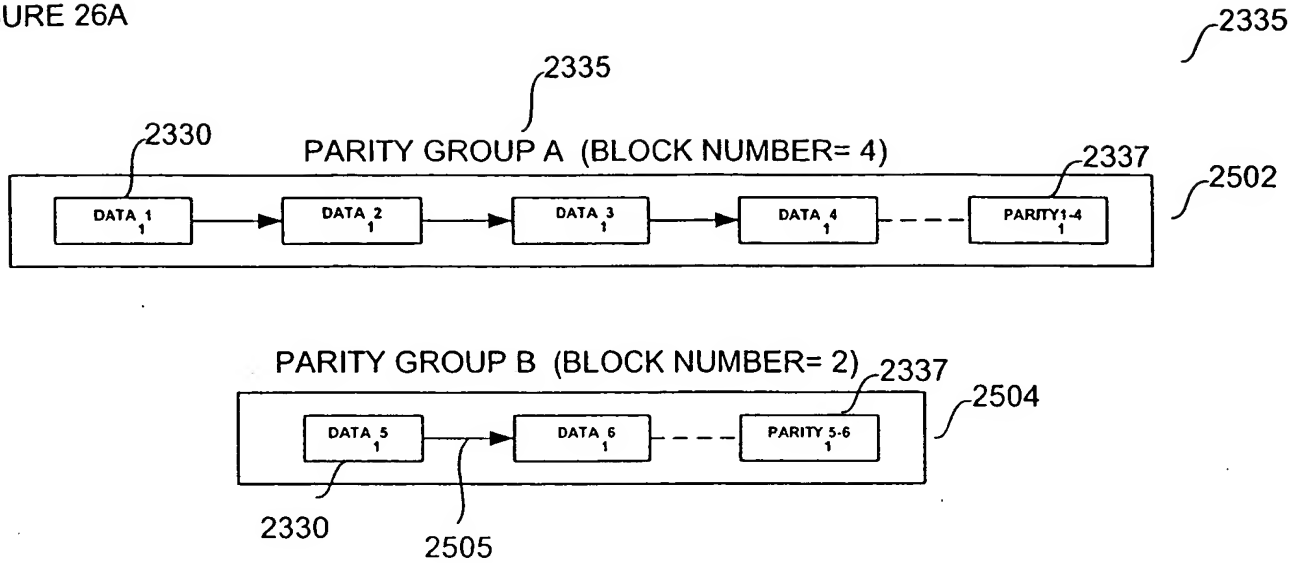 URE 26A
2335
2335
2330
PARITY GROUP A (BLOCK NUMBER= 4)
2337
2502
DATA 1 1
DATA 2 1
DATA 3 1
DATA 4 1
PARITY1-4 1
PARITY GROUP B (BLOCK NUMBER= 2)
2337
2504
DATA 5 1
DATA 6 1
PARITY 5-6 1
2330
2505